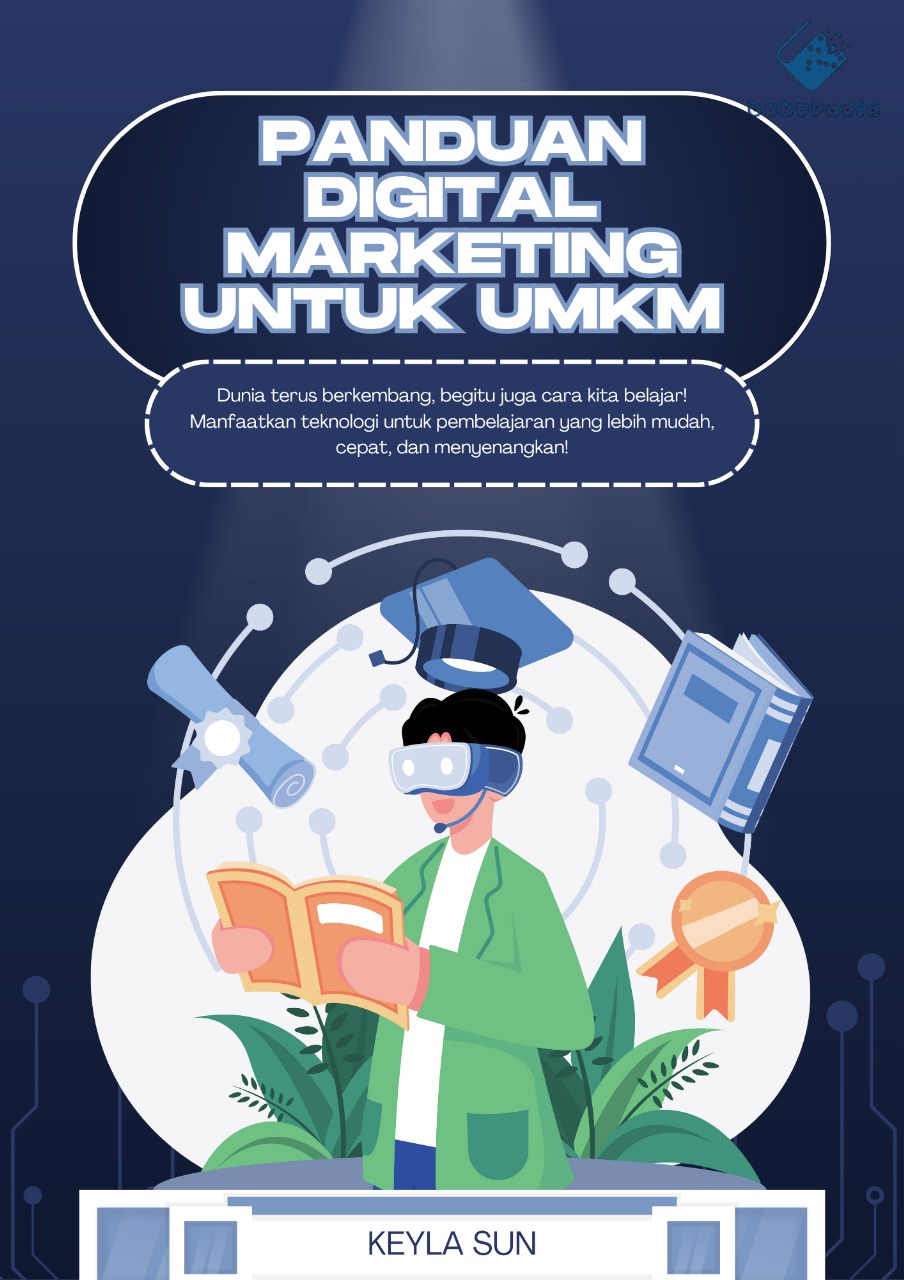 PANDUAN
DIGITAL
MARKETING
UNTUK UMKM
Dunia terus berkembang, begitu juga cara kita belajar!
Manfaatkan teknologi untuk pembelajaran yang lebih mudah,
cepat, dan menyenangkan!
KEYLA SUN